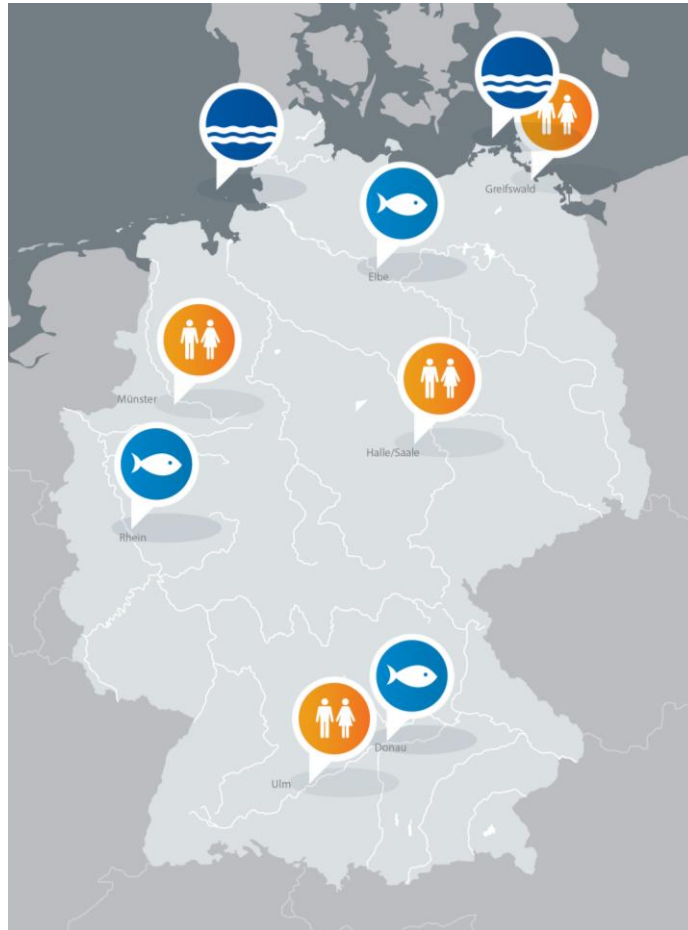 Greifswald
Elbe
Münster
Halle/Saale
Rhein
Donau
Ulm